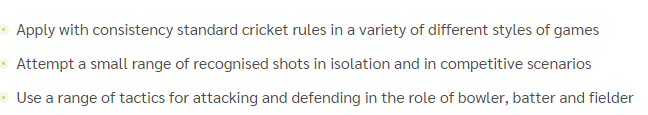 Apply with consistency standard cricket rules in a variety of different styles of games
Attempt a small range of recognised shots in isolation and in competitive scenarios
Use a range of tactics for attacking and defending in the role of bowler, batter and fielder